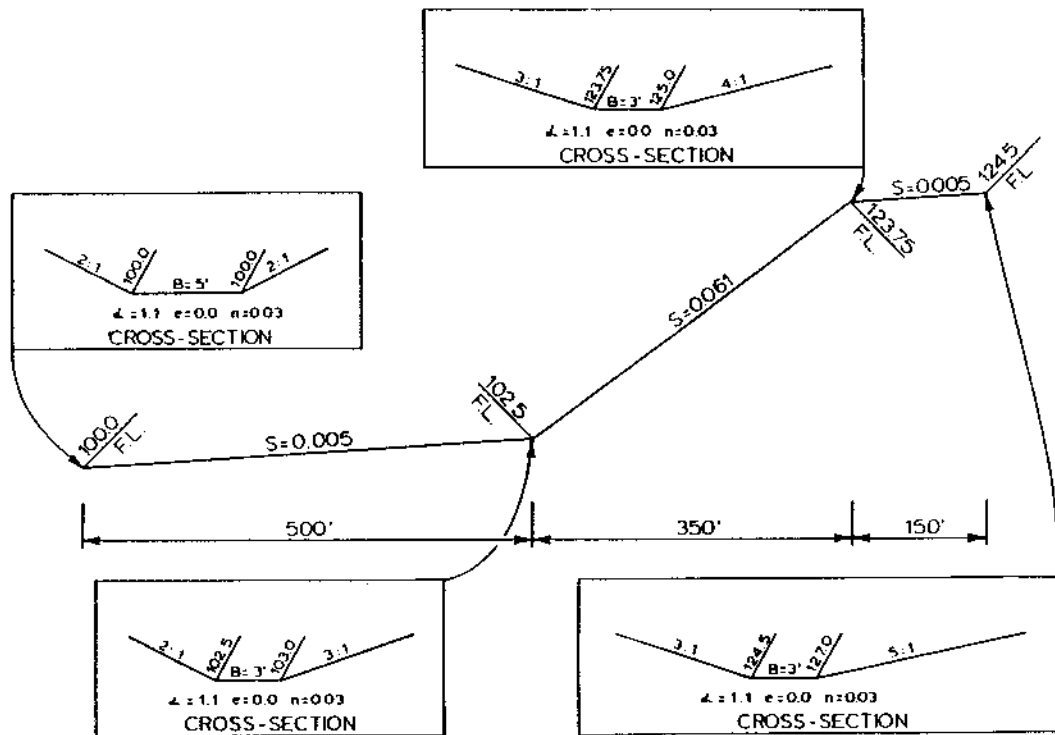 3:1 123.75 B=3' 125.0 4:1
∝=1.1 e=0.0 n=0.03
CROSS-SECTION
2:1 100.0 B=5' 100.0 2:1
∝=1.1 e=0.0 n=0.03
CROSS-SECTION
S=0.005
124.5
F.L.
123.75
F.L.
S=0.061
102.5
F.L.
100.0
F.L.
S=0.005
500' 350' 150'
2:1 102.5 B=3' 103.0 3:1
∝=1.1 e=0.0 n=0.03
CROSS-SECTION
3:1 124.5 B=3' 127.0 5:1
∝=1.1 e=0.0 n=0.03
CROSS-SECTION